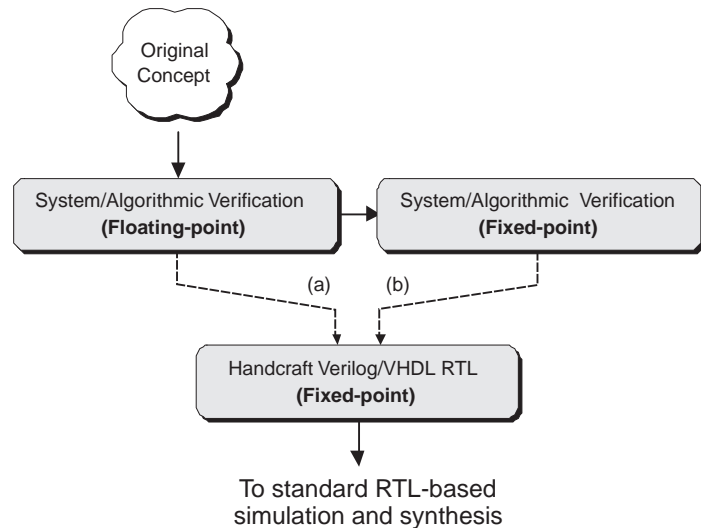 Original
Concept
System/Algorithmic Verification
(Floating-point)
System/Algorithmic Verification
(Fixed-point)
(a)
(b)
Handcraft Verilog/VHDL RTL
(Fixed-point)
To standard RTL-based
simulation and synthesis